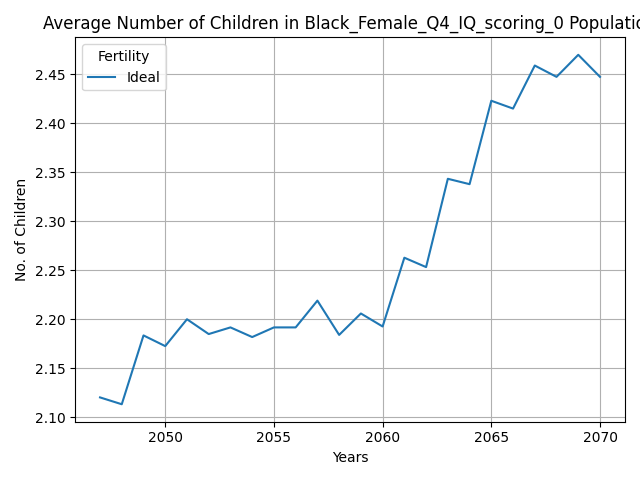 Average Number of Children in Black_Female_Q4_IQ_scoring_0 Populatio
Fertility
Ideal
No. of Children
2.45
2.40
2.35
2.30
2.25
2.20
2.15
2.10
2050 2055 2060 2065 2070
Years